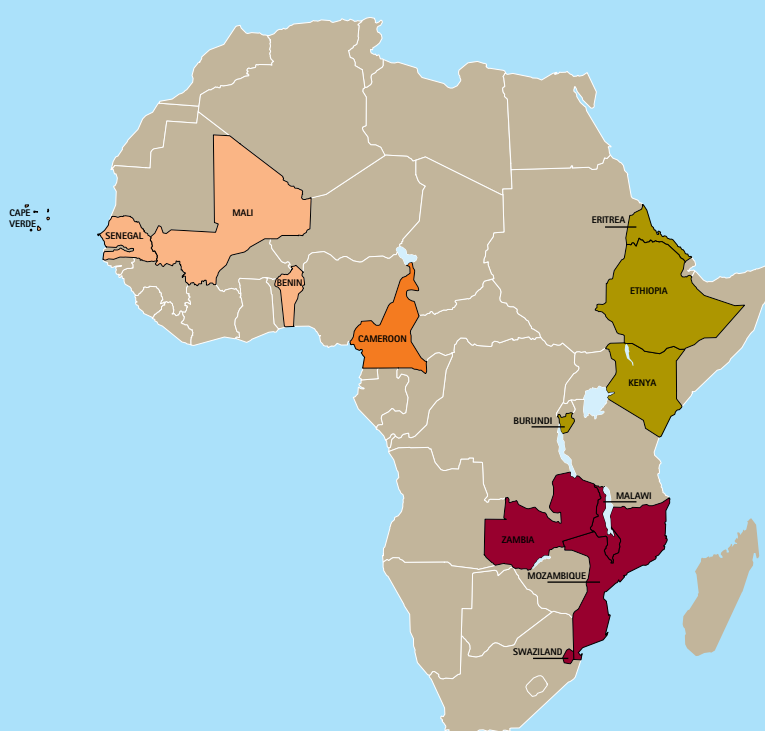 CAPE
VERDE
SENEGAL
MALI
BENIN
CAMEROON
ERITREA
ETHIOPIA
KENYA
BURUNDI
MALAWI
ZAMBIA
MOZAMBIQUE
SWAZILAND